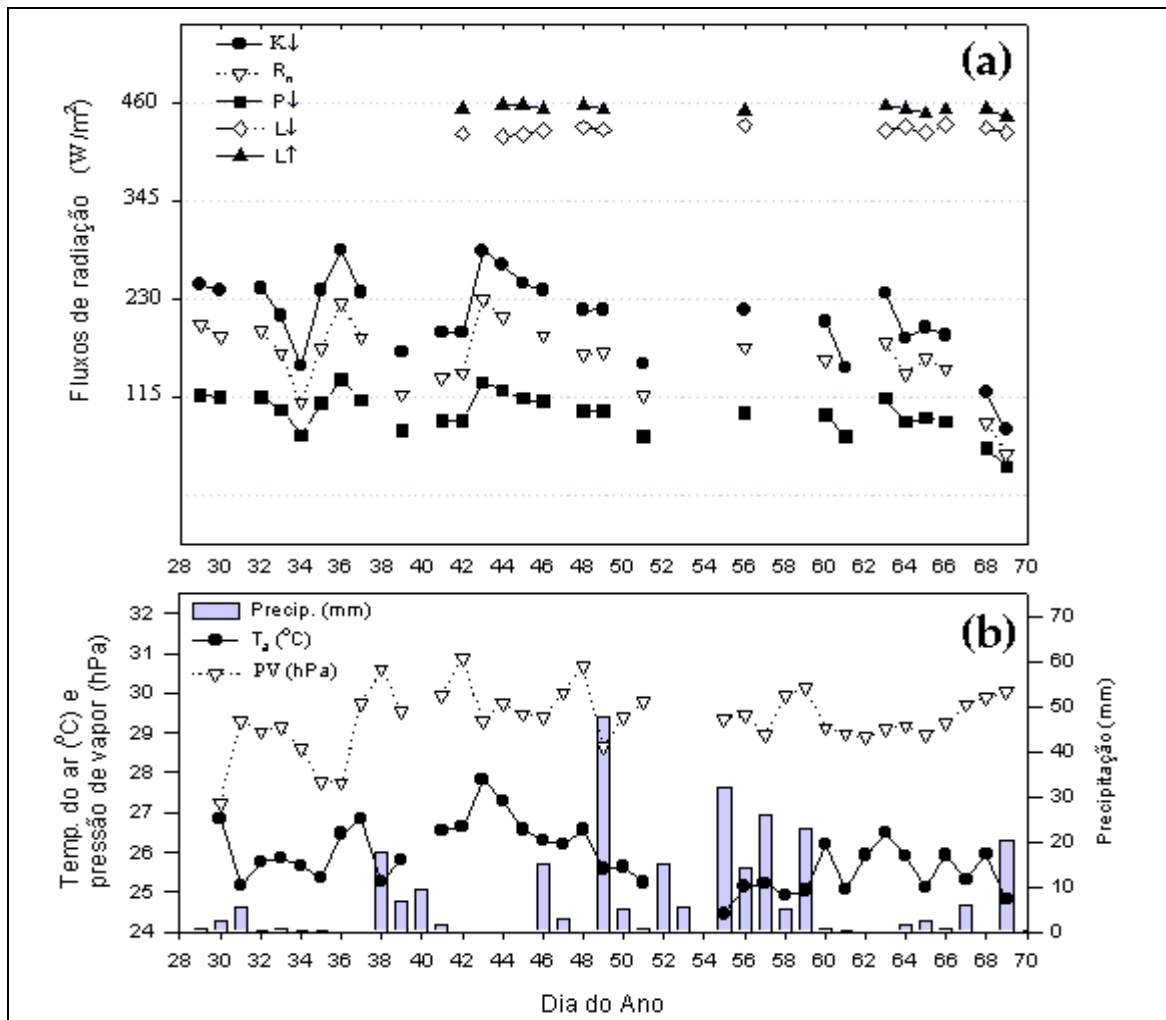 K↓
Rn
P↓
L↓
L↑
(a)
460
345
230
115
Fluxos de radiação (W/m²)
28 30 32 34 36 38 40 42 44 46 48 50 52 54 56 58 60 62 64 66 68 70
Precip. (mm)
Ta (°C)
PV (hPa)
(b)
32
31
30
29
28
27
26
25
24
Temp. do ar (°C) e
pressão de vapor (hPa)
70
60
50
40
30
20
10
0
Precipitação (mm)
28 30 32 34 36 38 40 42 44 46 48 50 52 54 56 58 60 62 64 66 68 70
Dia do Ano